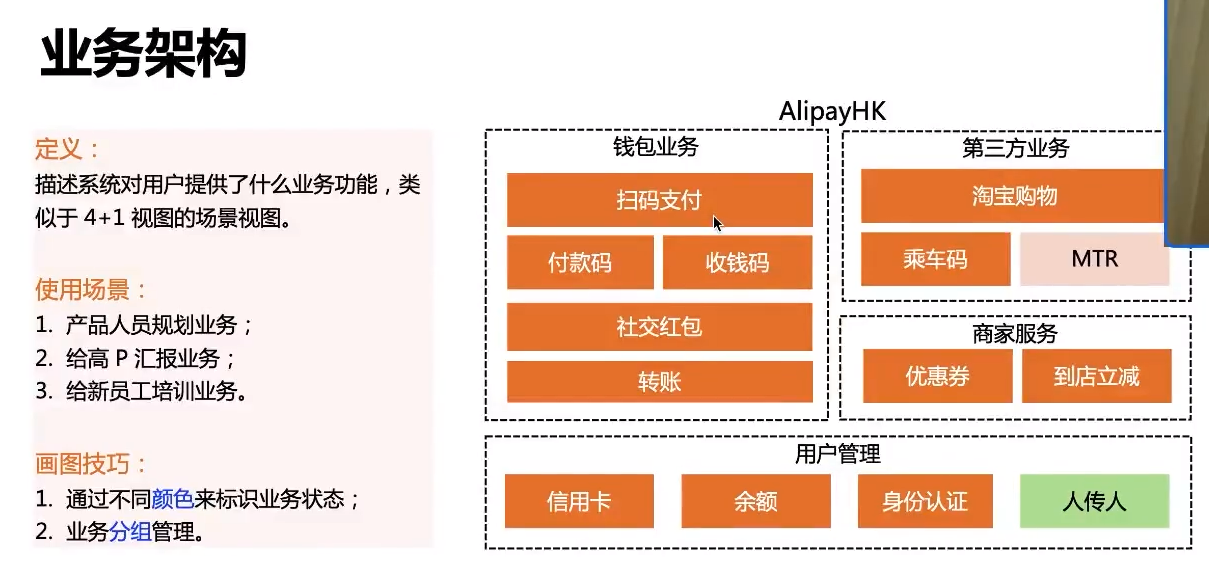 业务架构
定义：
描述系统对用户提供了什么业务功能，类
似于 4+1 视图的场景视图。
使用场景：
1. 产品人员规划业务；
2. 给高 P 汇报业务；
3. 给新员工培训业务。
画图技巧：
1. 通过不同颜色来标识业务状态；
2. 业务分组管理。
AlipayHK
钱包业务
扫码支付
付款码 收钱码
社交红包
转账
第三方业务
淘宝购物
乘车码 MTR
商家服务
优惠券 到店立减
用户管理
信用卡 余额 身份认证 人传人